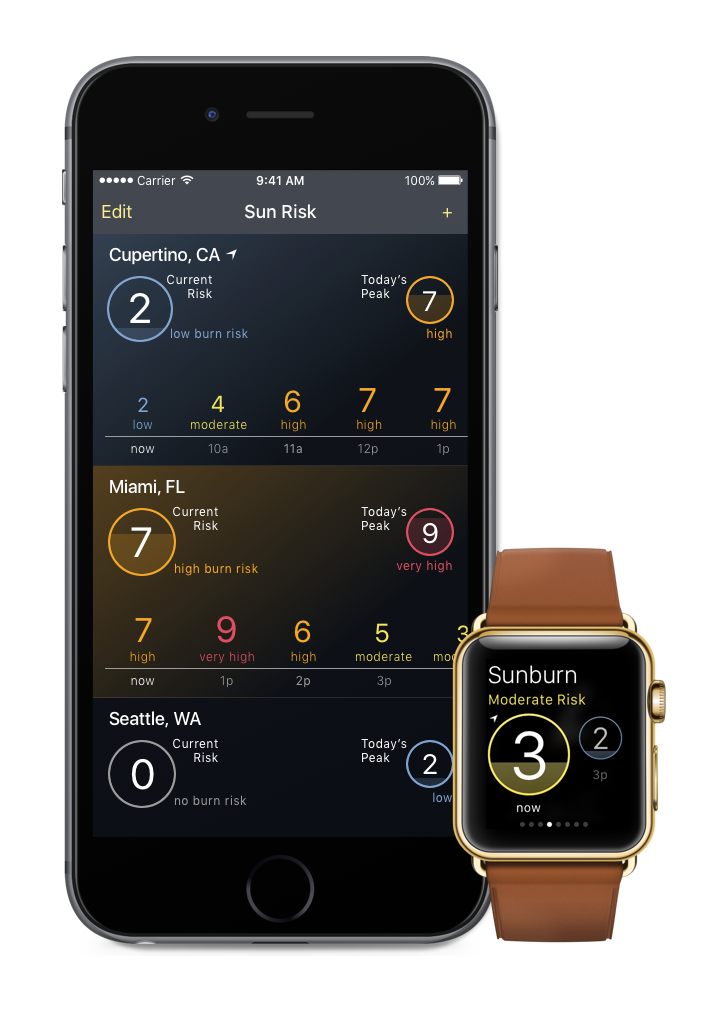 Carrier 9:41 AM 100%
Edit Sun Risk +
Cupertino, CA
Current Risk
2
low burn risk
Today's Peak
7
high
2 4 6 7 7
low moderate high high high
now 10a 11a 12p 1p
Miami, FL
Current Risk
7
high burn risk
Today's Peak
9
very high
7 9 6 5 3
high very high high moderate
now 1p 2p 3p
Seattle, WA
Current Risk
0
no burn risk
Today's Peak
2
low
Sunburn
Moderate Risk
3 2
3p
now